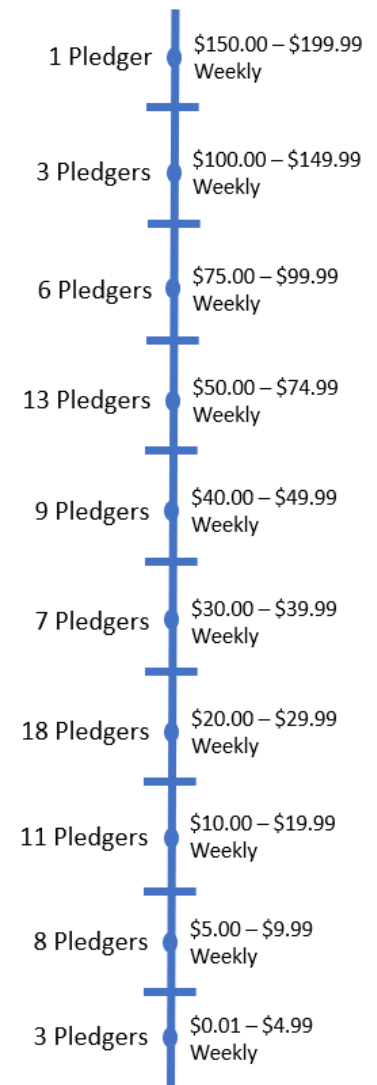 1 Pledger
$150.00 – $199.99
Weekly
3 Pledgers
$100.00 – $149.99
Weekly
6 Pledgers
$75.00 – $99.99
Weekly
13 Pledgers
$50.00 – $74.99
Weekly
9 Pledgers
$40.00 – $49.99
Weekly
7 Pledgers
$30.00 – $39.99
Weekly
18 Pledgers
$20.00 – $29.99
Weekly
11 Pledgers
$10.00 – $19.99
Weekly
8 Pledgers
$5.00 – $9.99
Weekly
3 Pledgers
$0.01 – $4.99
Weekly